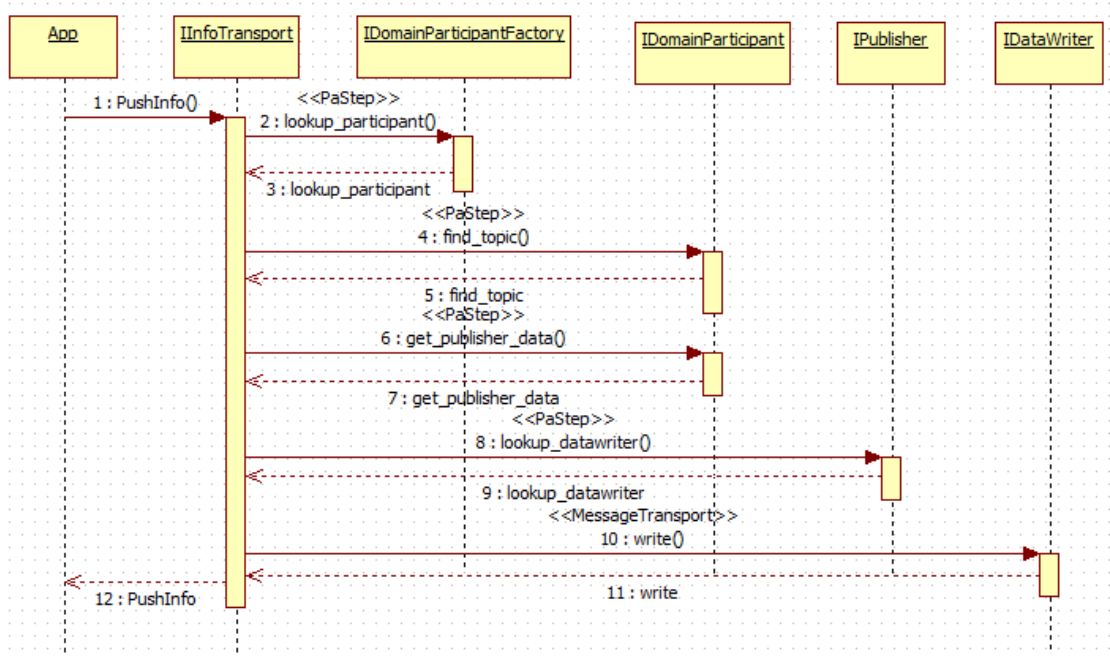 App
IInfoTransport
IDomainParticipantFactory
IDomainParticipant
IPublisher
IDataWriter
1 : PushInfo()
<<PaStep>>
2 : lookup_participant()
3 : lookup_participant
<<PaStep>>
4 : find_topic()
5 : find_topic
<<PaStep>>
6 : get_publisher_data()
7 : get_publisher_data
<<PaStep>>
8 : lookup_datawriter()
9 : lookup_datawriter
<<MessageTransport>>
10 : write()
11 : write
12 : PushInfo